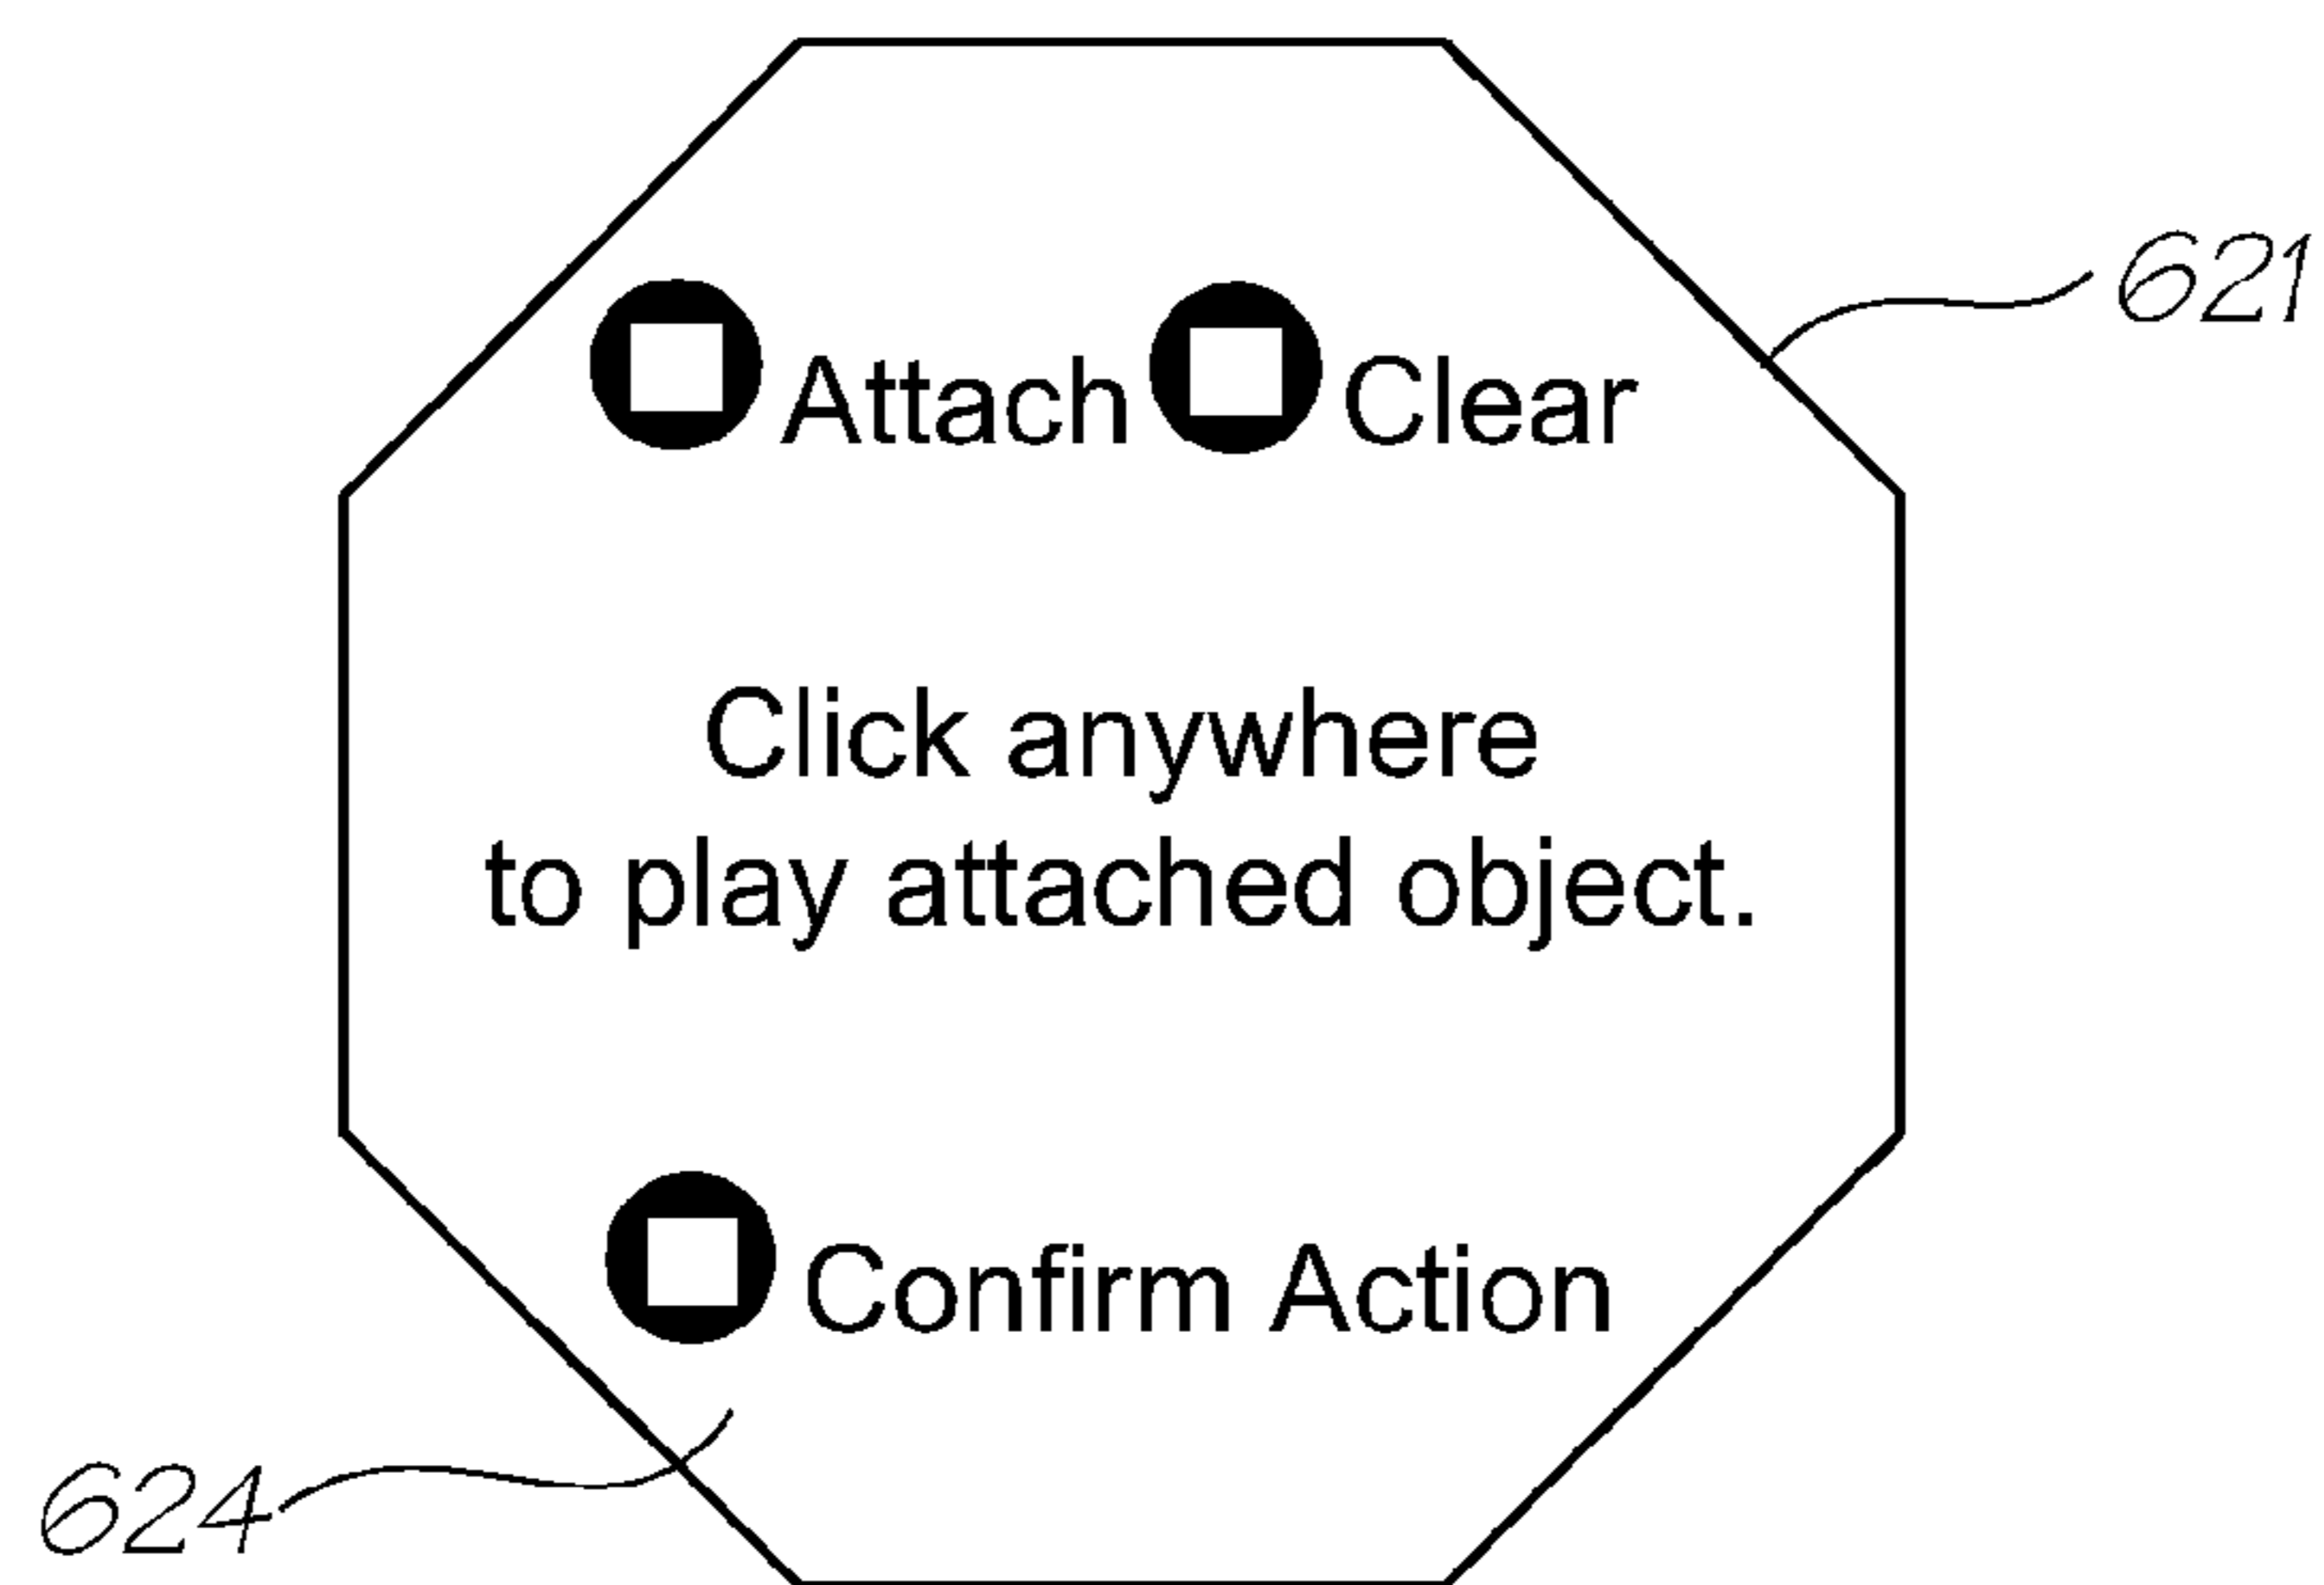 621
Attach Clear
Click anywhere
to play attached object.
Confirm Action
624